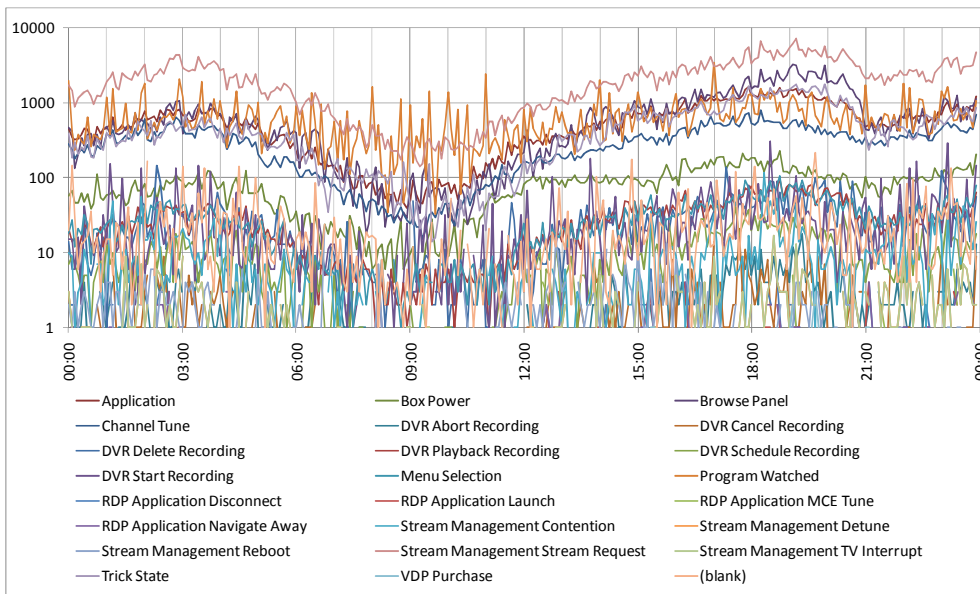 10000
1000
100
10
1
00:00 03:00 06:00 09:00 12:00 15:00 18:00 21:00 00:00
Application Box Power Browse Panel
Channel Tune DVR Abort Recording DVR Cancel Recording
DVR Delete Recording DVR Playback Recording DVR Schedule Recording
DVR Start Recording Menu Selection Program Watched
RDP Application Disconnect RDP Application Launch RDP Application MCE Tune
RDP Application Navigate Away Stream Management Contention Stream Management Detune
Stream Management Reboot Stream Management Stream Request Stream Management TV Interrupt
Trick State VDP Purchase (blank)